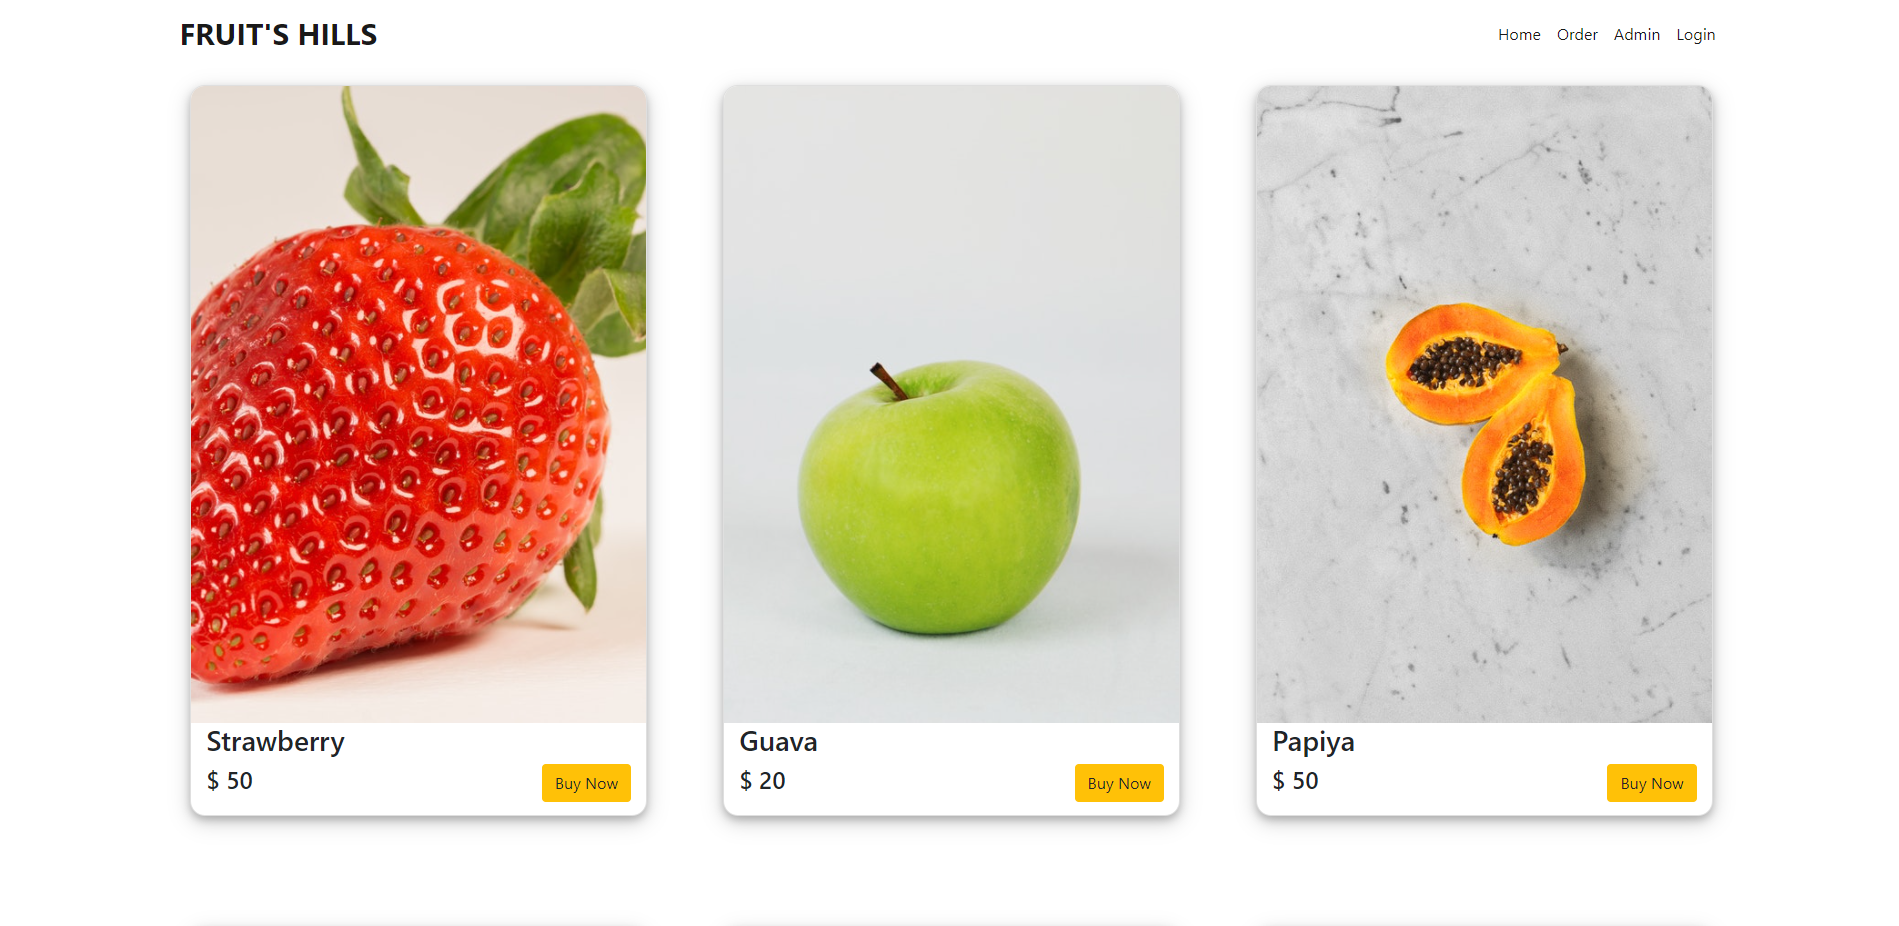 FRUIT'S HILLS
Home Order Admin Login
Strawberry
$ 50
Buy Now
Guava
$ 20
Buy Now
Papiya
$ 50
Buy Now